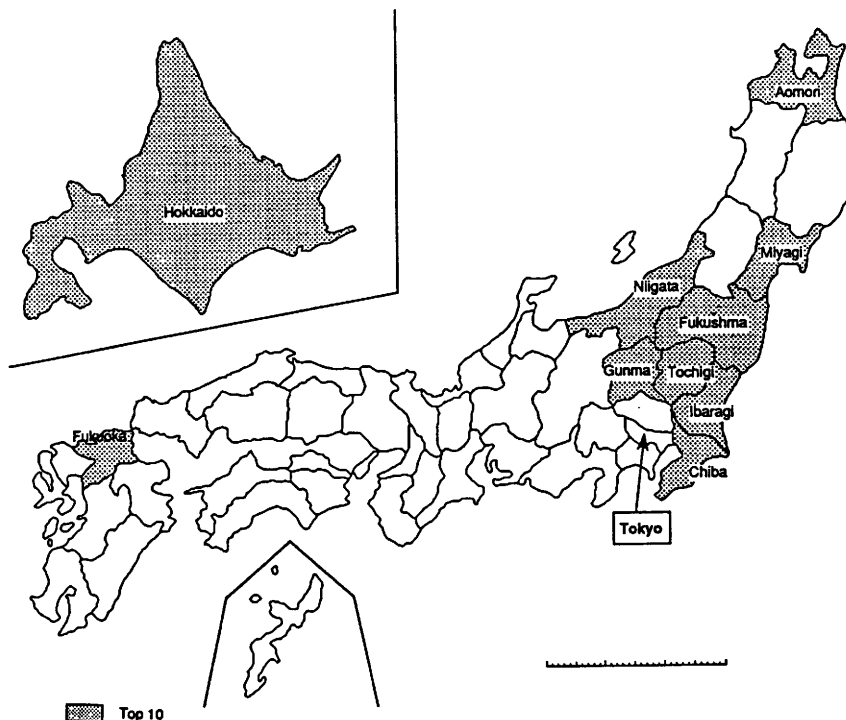 Aomori
Hokkaido
Miyagi
Niigata
Fukushma
Gunma
Tochigi
Ibaragi
Fukuoka
Chiba
Tokyo
Top 10